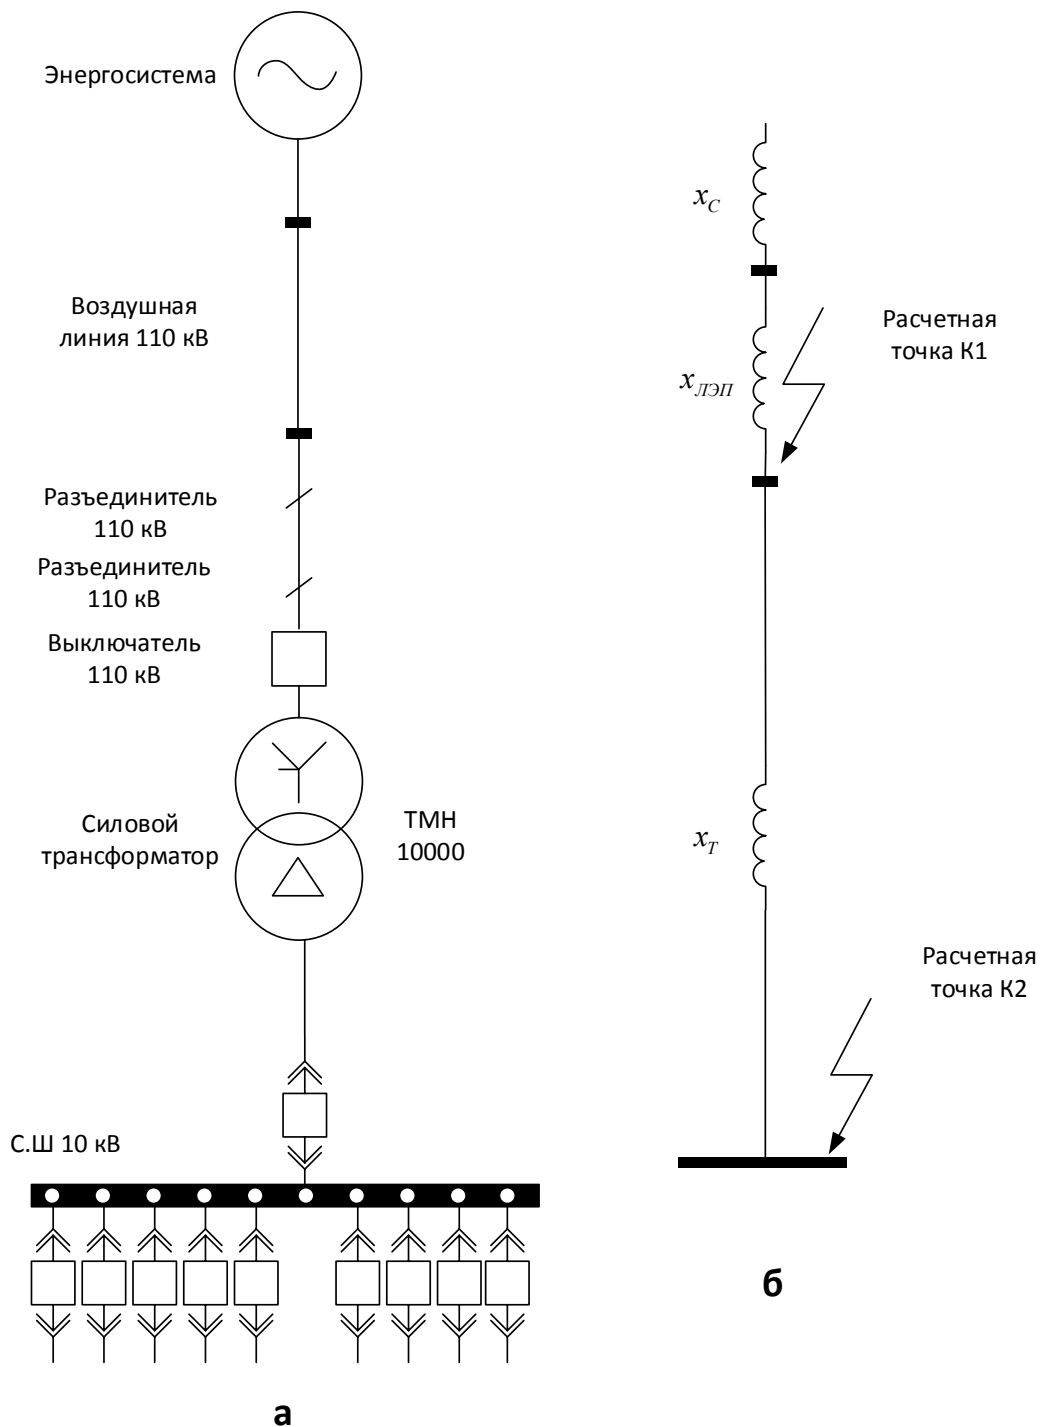 Энергосистема
Воздушная
линия 110 кВ
Разъединитель
110 кВ
Разъединитель
110 кВ
Выключатель
110 кВ
Силовой
трансформатор
ТМН
10000
С.Ш 10 кВ
а
x_C
x_ЛЭП
Расчетная
точка К1
x_T
Расчетная
точка К2
б